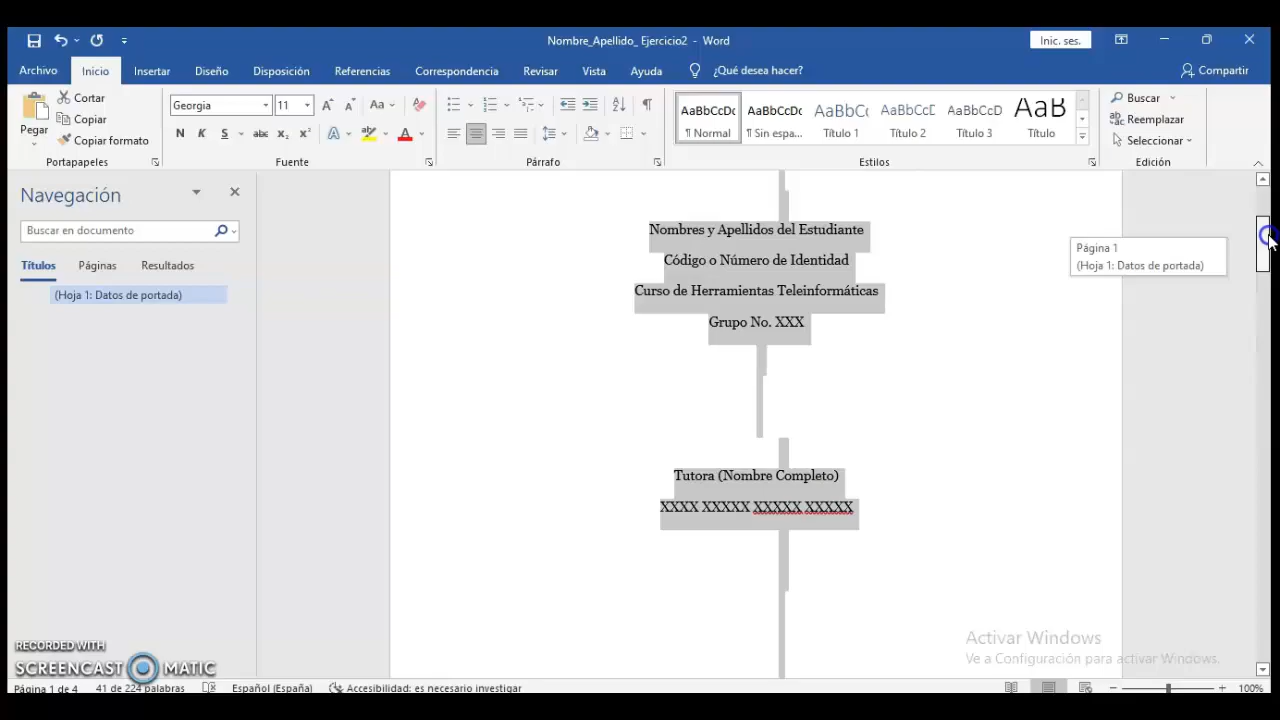 Nombre_Apellido_ Ejercicio2 - Word
Inic. ses.
Archivo Inicio Insertar Diseño Disposición Referencias Correspondencia Revisar Vista Ayuda ¿Qué desea hacer? Compartir
Pegar
Cortar
Copiar
Copiar formato
Portapapeles
Georgia 11
Aa
N K S abc x₂ x² A A
Fuente
Párrafo
AaBbCcDc AaBbCcDc AaBbC AaBbCcE AaBbCcD AaB
¶ Normal ¶ Sin espa... Título 1 Título 2 Título 3 Título
Estilos
Buscar
Reemplazar
Seleccionar
Edición
Navegación
Buscar en documento
Títulos Páginas Resultados
(Hoja 1: Datos de portada)
Nombres y Apellidos del Estudiante
Código o Número de Identidad
Curso de Herramientas Teleinformáticas
Grupo No. XXX
Tutora (Nombre Completo)
XXXX XXXXX XXXXX XXXXX
Página 1
(Hoja 1: Datos de portada)
Activar Windows
Ve a Configuración para activar Windows.
RECORDED WITH
SCREENCAST MATIC
Página 1 de 4 41 de 224 palabras Español (España) Accesibilidad: es necesario investigar 100%